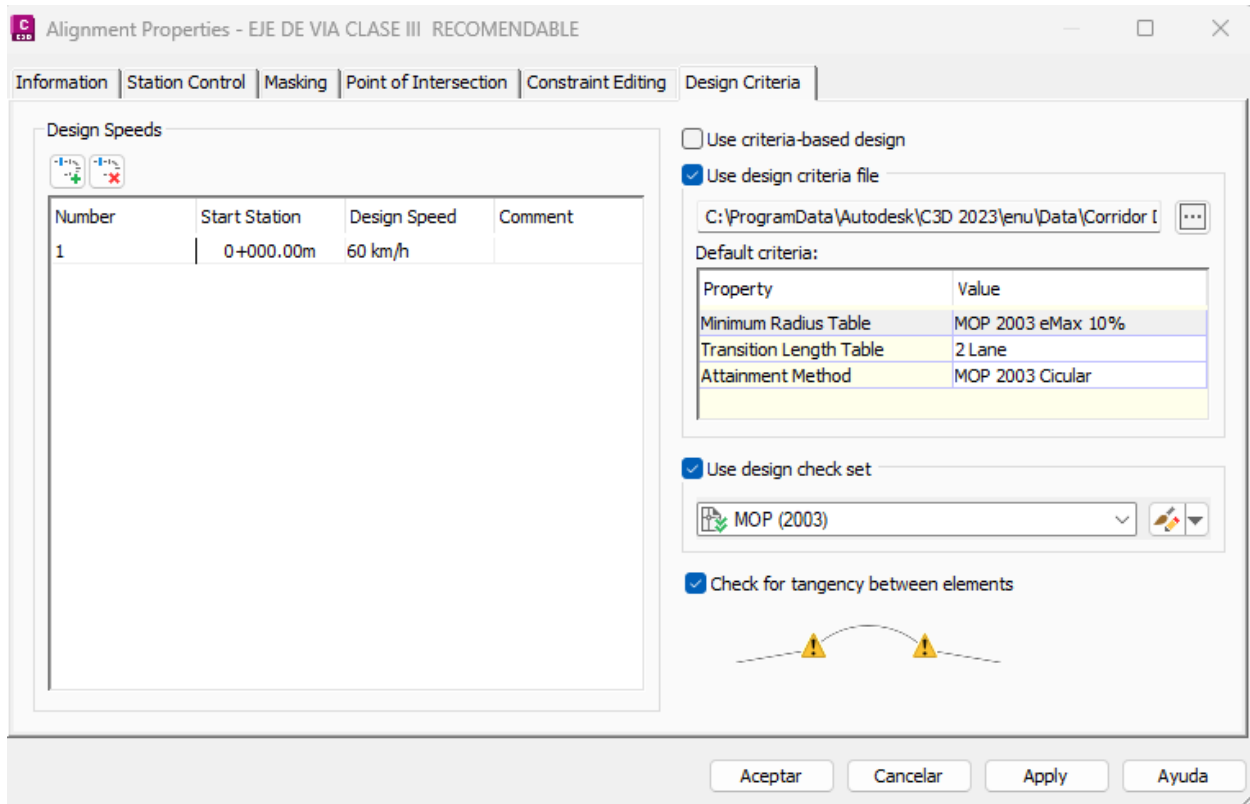 Alignment Properties - EJE DE VIA CLASE III RECOMENDABLE
Information Station Control Masking Point of Intersection Constraint Editing Design Criteria
Design Speeds
Number Start Station Design Speed Comment
1 0+000.00m 60 km/h
Use criteria-based design
Use design criteria file
C:\ProgramData\Autodesk\C3D 2023\enu\Data\Corridor
Default criteria:
Property Value
Minimum Radius Table MOP 2003 eMax 10%
Transition Length Table 2 Lane
Attainment Method MOP 2003 Cicular
Use design check set
MOP (2003)
Check for tangency between elements
Aceptar Cancelar Apply Ayuda